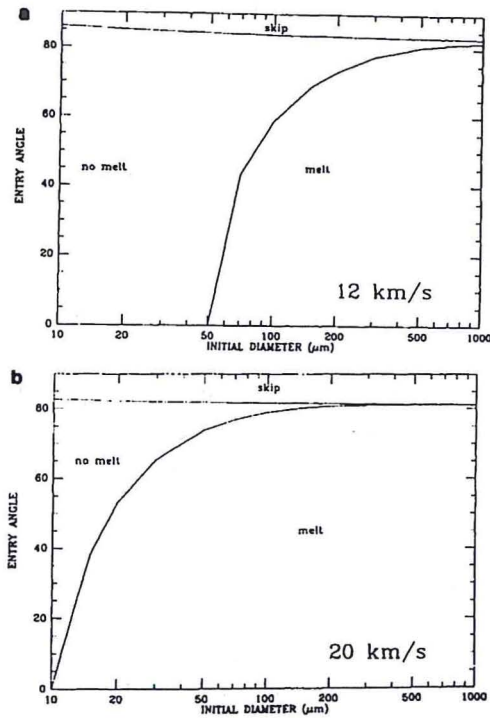 a
80
skip
60
ENTRY ANGLE
no melt
melt
40
20
12 km/s
0
10
20
50
100
200
500
1000
INITIAL DIAMETER (μm)
b
80
skip
no melt
60
ENTRY ANGLE
melt
40
20
20 km/s
0
10
20
50
100
200
500
1000
INITIAL DIAMETER (μm)